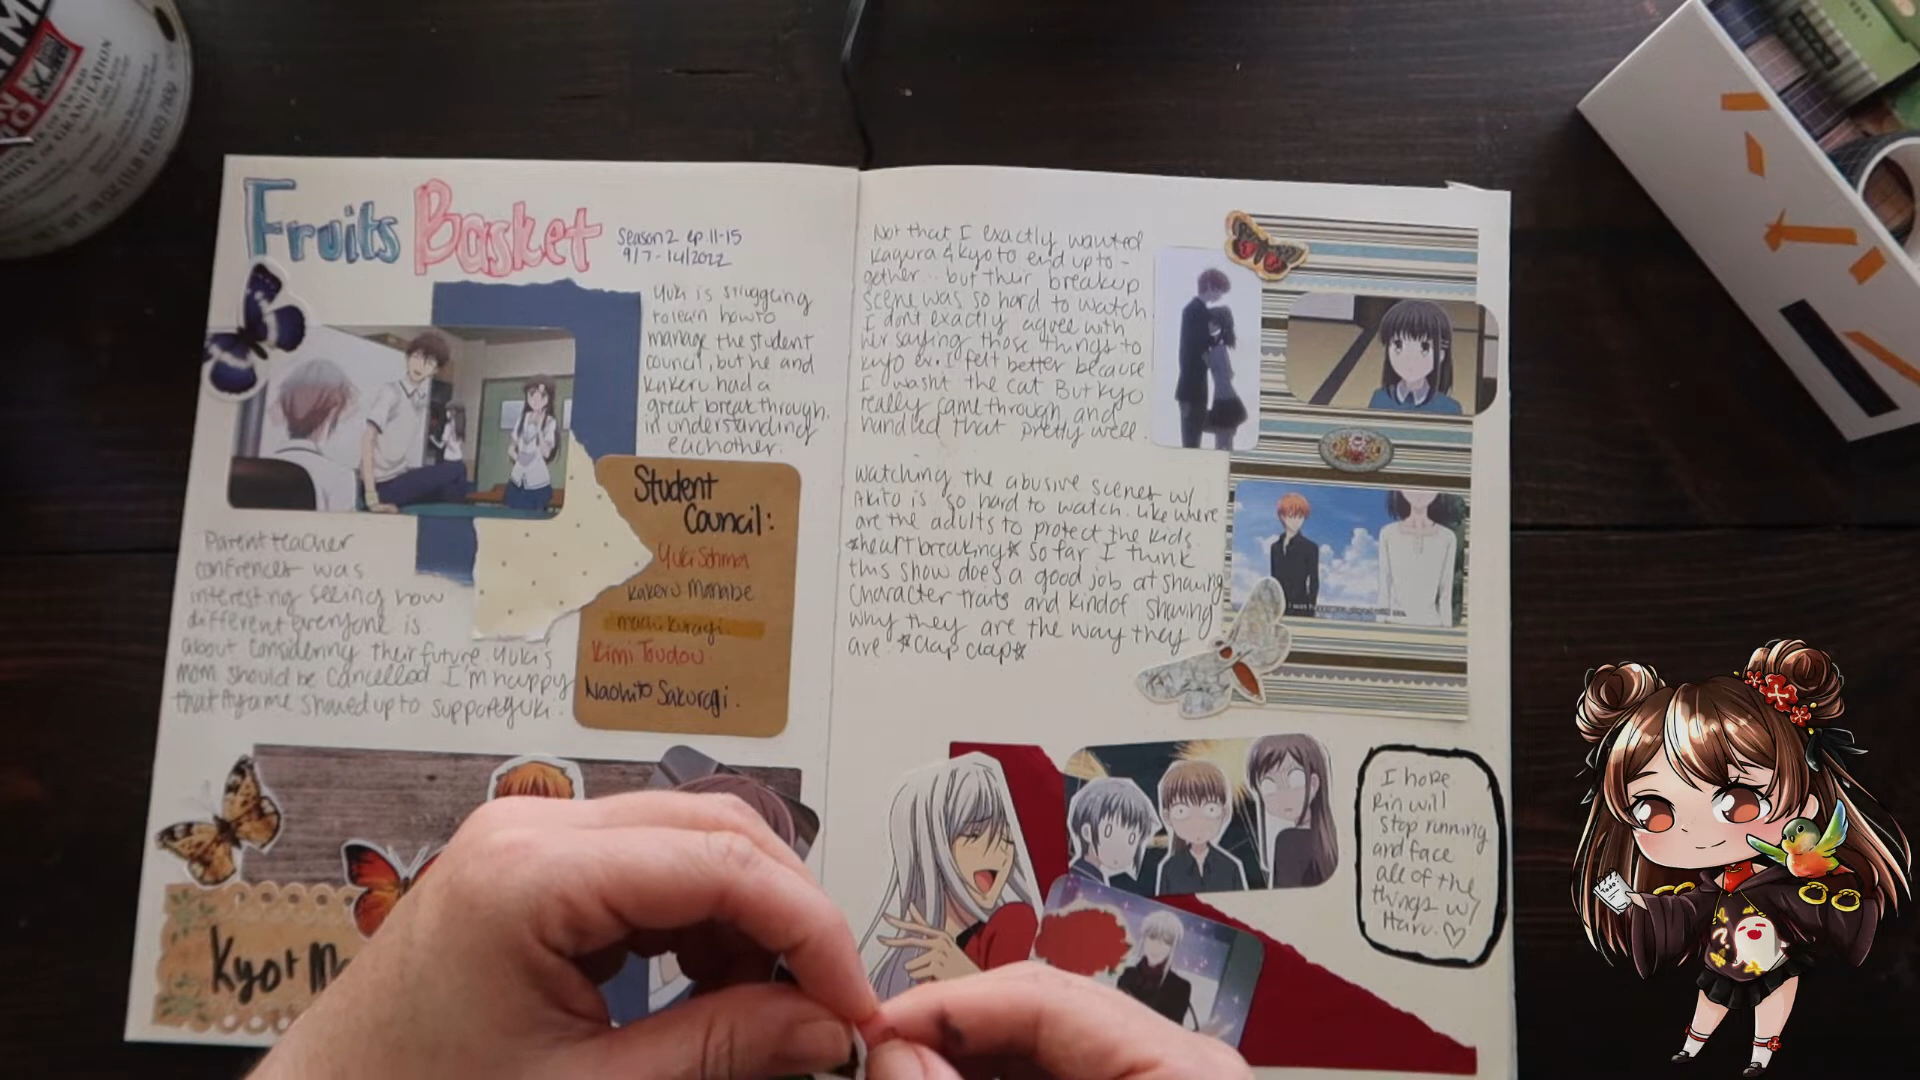 Fruits Basket
Season 2 ep. 11-15
9/7-14/2022
Yuki is struggling
to learn how to
manage the student
council, but he and
Kakeru had a
great breakthrough
in understanding
eachother.
Student
Council:
Yuki Sohma
Kakeru Manabe
machi Kuragi.
Kimi Toudou.
Naohito Sakuragi.
Parent teacher
conferences was
interesting seeing how
different everyone is
about considering their future. Yuki's
mom should be cancelled I'm happy
that Ayame showed up to support Yuki.
Kyo +
Not that I exactly wanted
Kagura & Kyo to end up to-
gether... but their breakup
scene was so hard to watch
I dont exactly agree with
her saying those things to
Kyo I felt better because
I wasn't the cat But Kyo
really came through and
handled that pretty well.
Watching the abusive scenes w/
Akito is so hard to watch. Like where
are the adults to protect the kids.
*heartbreaking* So far I think
this show does a good job at showing
character traits and kind of showing
why they are the way they
are. *Clap Clap*
I hope
Rin will
stop running
and face
all of the
things w/
Haru. ♡
OF GRANULATION